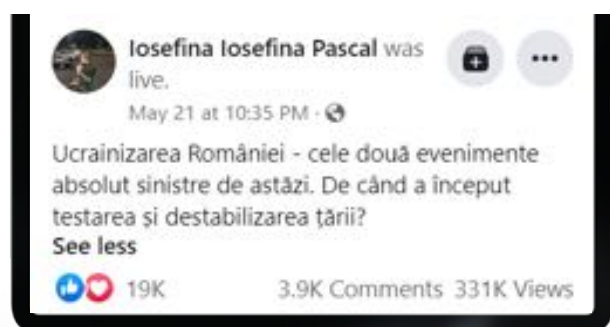 Iosefina Iosefina Pascal was
live.
May 21 at 10:35 PM ·
Ucrainizarea României - cele două evenimente
absolut sinistre de astăzi. De când a început
testarea și destabilizarea țării?
See less
19K 3.9K Comments 331K Views